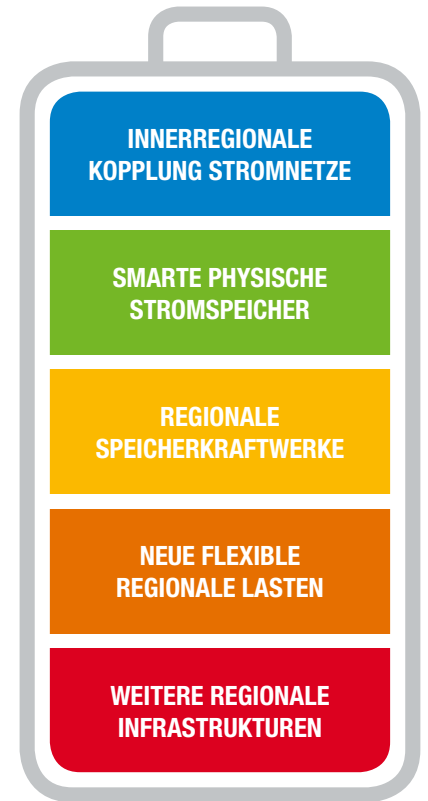 INNERREGIONALE
KOPPLUNG STROMNETZE
SMARTE PHYSISCHE
STROMSPEICHER
REGIONALE
SPEICHERKRAFTWERKE
NEUE FLEXIBLE
REGIONALE LASTEN
WEITERE REGIONALE
INFRASTRUKTUREN